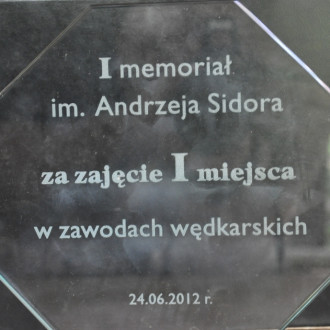 I memoriał
im. Andrzeja Sidora
za zajęcie I miejsca
w zawodach wędkarskich
24.06.2012 r.